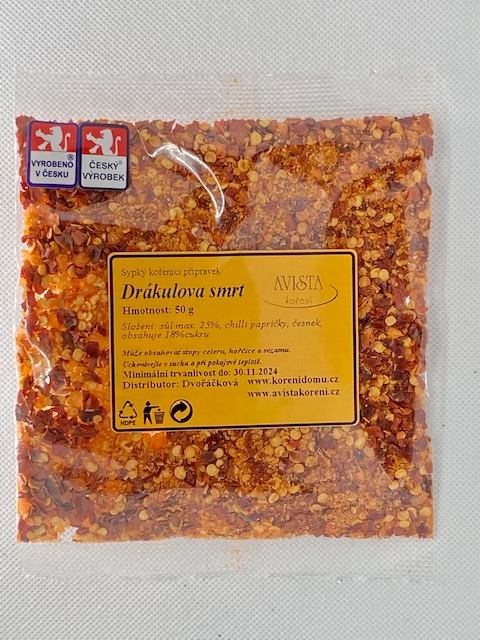 VYROBENO
V ČESKU
ČESKÝ
VÝROBEK
Sypký kořenící přípravek
AVISTA
koření
Drákulova smrt
Hmotnost: 50 g
Složení: sůl max. 25%, chilli papričky, česnek,
obsahuje 18%cukru
Může obsahovat stopy celeru, hořčice a sezamu.
Uchovávejte v suchu a při pokojové teplotě.
Minimální trvanlivost do: 30.11.2024
Distributor: Dvořáčková www.korenidomu.cz
www.avistakoreni.cz
HDPE